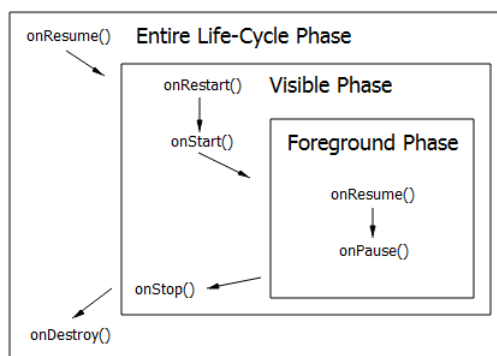 onResume()
Entire Life-Cycle Phase
onRestart()
Visible Phase
onStart()
Foreground Phase
onResume()
onPause()
onStop()
onDestroy()